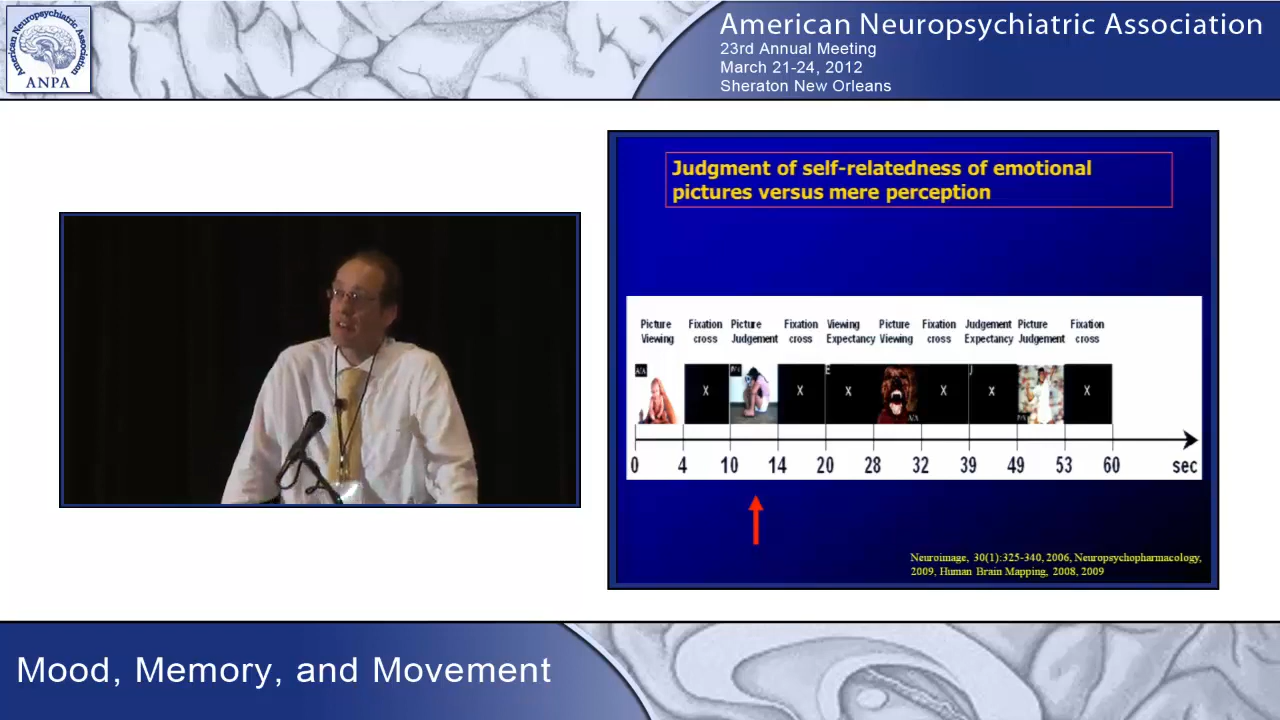 American Neuropsychiatric Association
ANPA
American Neuropsychiatric Association
23rd Annual Meeting
March 21-24, 2012
Sheraton New Orleans
Judgment of self-relatedness of emotional
pictures versus mere perception
Picture Fixation Picture Fixation Viewing Picture Fixation Judgement Picture Fixation
Viewing cross Judgement cross Expectancy Viewing cross Expectancy Judgement cross
E J
X X X X X X
0 4 10 14 20 28 32 39 49 53 60 sec
Neuroimage, 30(1):325-340, 2006, Neuropsychopharmacology,
2009, Human Brain Mapping, 2008, 2009
Mood, Memory, and Movement